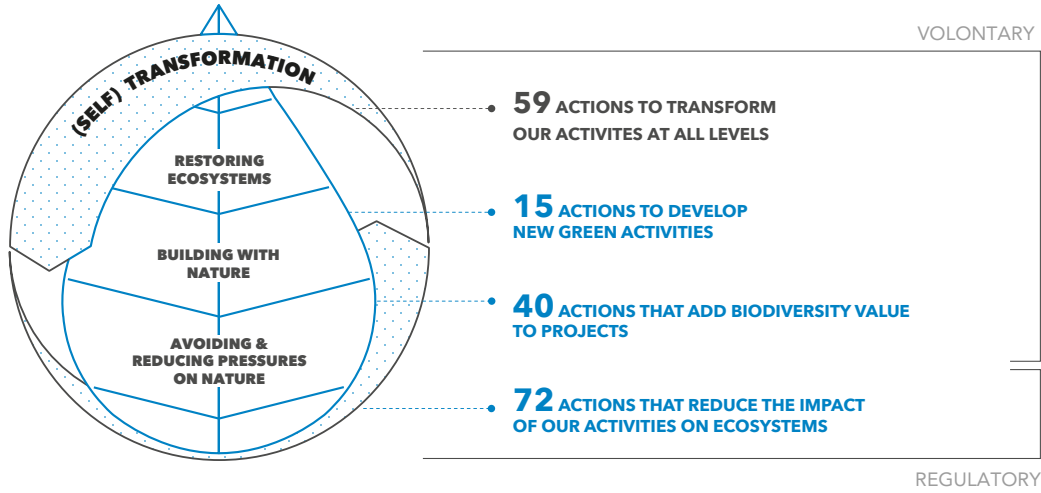 VOLONTARY
(SELF) TRANSFORMATION
59 ACTIONS TO TRANSFORM
OUR ACTIVITES AT ALL LEVELS
RESTORING
ECOSYSTEMS
15 ACTIONS TO DEVELOP
NEW GREEN ACTIVITIES
BUILDING WITH
NATURE
40 ACTIONS THAT ADD BIODIVERSITY VALUE
TO PROJECTS
AVOIDING &
REDUCING PRESSURES
ON NATURE
72 ACTIONS THAT REDUCE THE IMPACT
OF OUR ACTIVITIES ON ECOSYSTEMS
REGULATORY